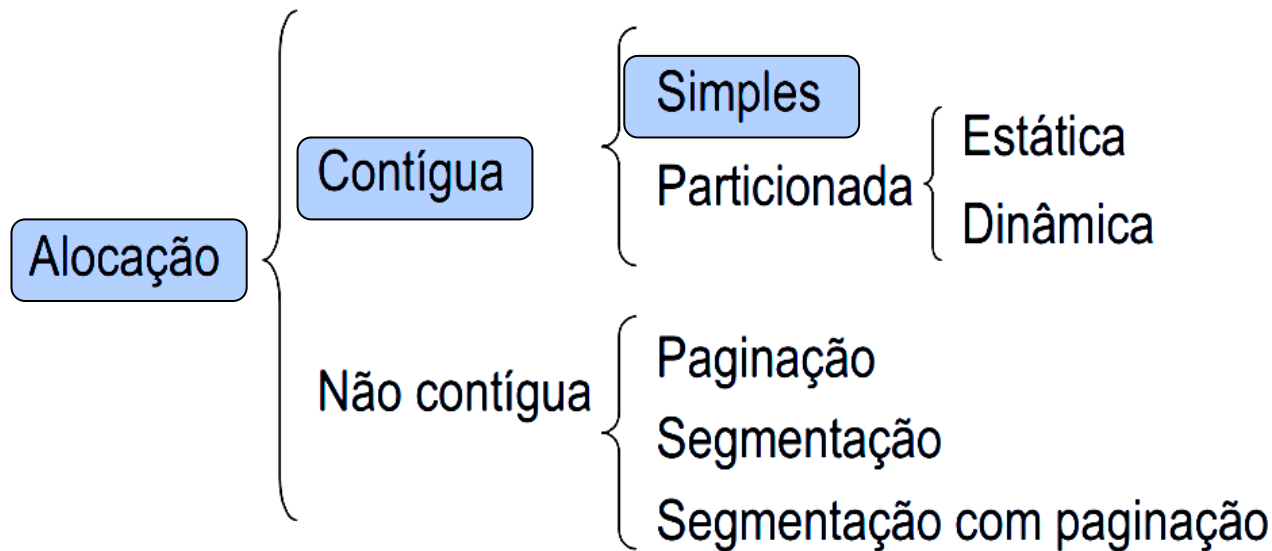 Alocação
Contígua
Simples
Particionada
Estática
Dinâmica
Não contígua
Paginação
Segmentação
Segmentação com paginação